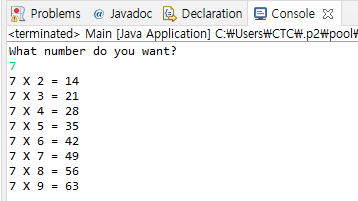 Problems @ Javadoc Declaration Console
<terminated> Main [Java Application] C:₩Users₩CTC₩.p2₩pool₩
What number do you want?
7
7 X 2 = 14
7 X 3 = 21
7 X 4 = 28
7 X 5 = 35
7 X 6 = 42
7 X 7 = 49
7 X 8 = 56
7 X 9 = 63